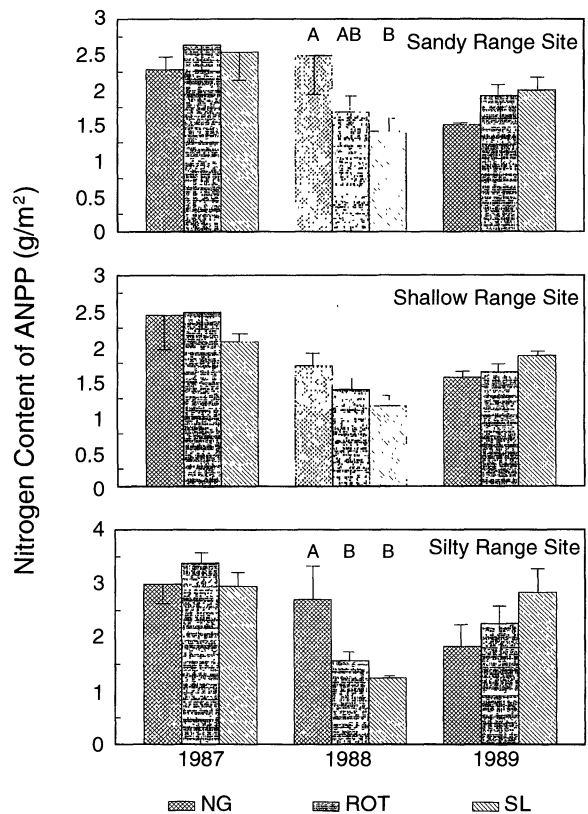 Nitrogen Content of ANPP (g/m²)
3
2.5
2
1.5
1
0.5
0
A AB B
Sandy Range Site
3
2.5
2
1.5
1
0.5
0
Shallow Range Site
4
3
2
1
0
A B B
Silty Range Site
1987 1988 1989
NG ROT SL